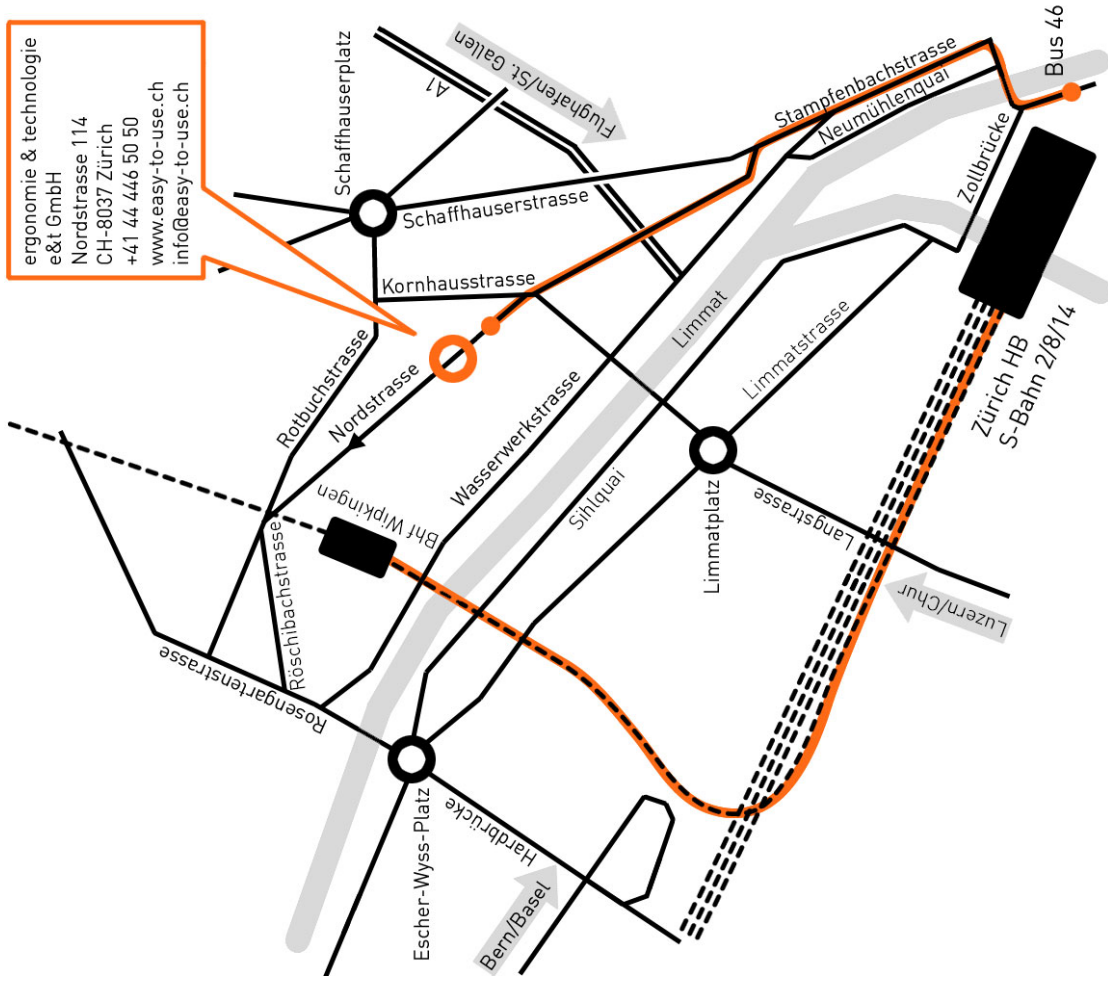 ergonomie & technologie
e&t GmbH
Nordstrasse 114
CH-8037 Zürich
+41 44 446 50 50
www.easy-to-use.ch
info@easy-to-use.ch
Schaffhauserplatz
A1
Flughafen/St. Gallen
Stampfenbachstrasse
Neumühlenquai
Bus 46
Zollbrücke
Schaffhauserstrasse
Kornhausstrasse
Rotbuchstrasse
Nordstrasse
Limmat
Limmatstrasse
Zürich HB
S-Bahn 2/8/14
Wasserwerkstrasse
Bhf Wipkingen
Sihlquai
Limmatplatz
Langstrasse
Luzern/Chur
Röschibachstrasse
Rosengartenstrasse
Escher-Wyss-Platz
Hardbrücke
Bern/Basel